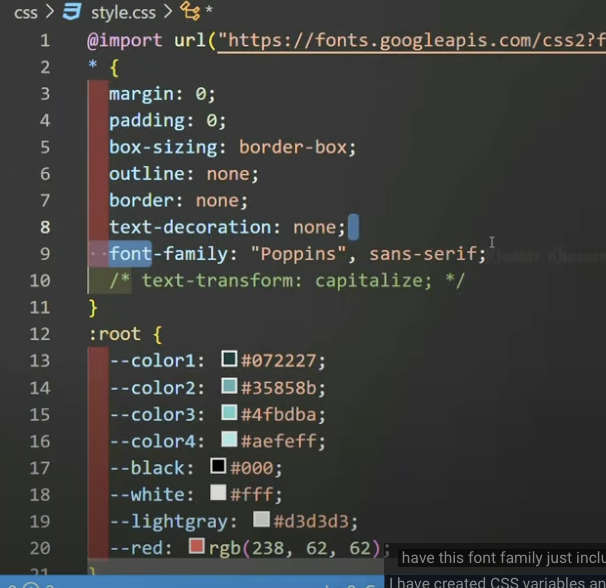 css > style.css > *
1 @import url("https://fonts.googleapis.com/css2?f
2 * {
3 margin: 0;
4 padding: 0;
5 box-sizing: border-box;
6 outline: none;
7 border: none;
8 text-decoration: none;
9 font-family: "Poppins", sans-serif;
10 /* text-transform: capitalize; */
11 }
12 :root {
13 --color1: #072227;
14 --color2: #35858b;
15 --color3: #4fbdba;
16 --color4: #aefeff;
17 --black: #000;
18 --white: #fff;
19 --lightgray: #d3d3d3;
20 --red: rgb(238, 62, 62);
21 }
have this font family just inclu
I have created CSS variables an